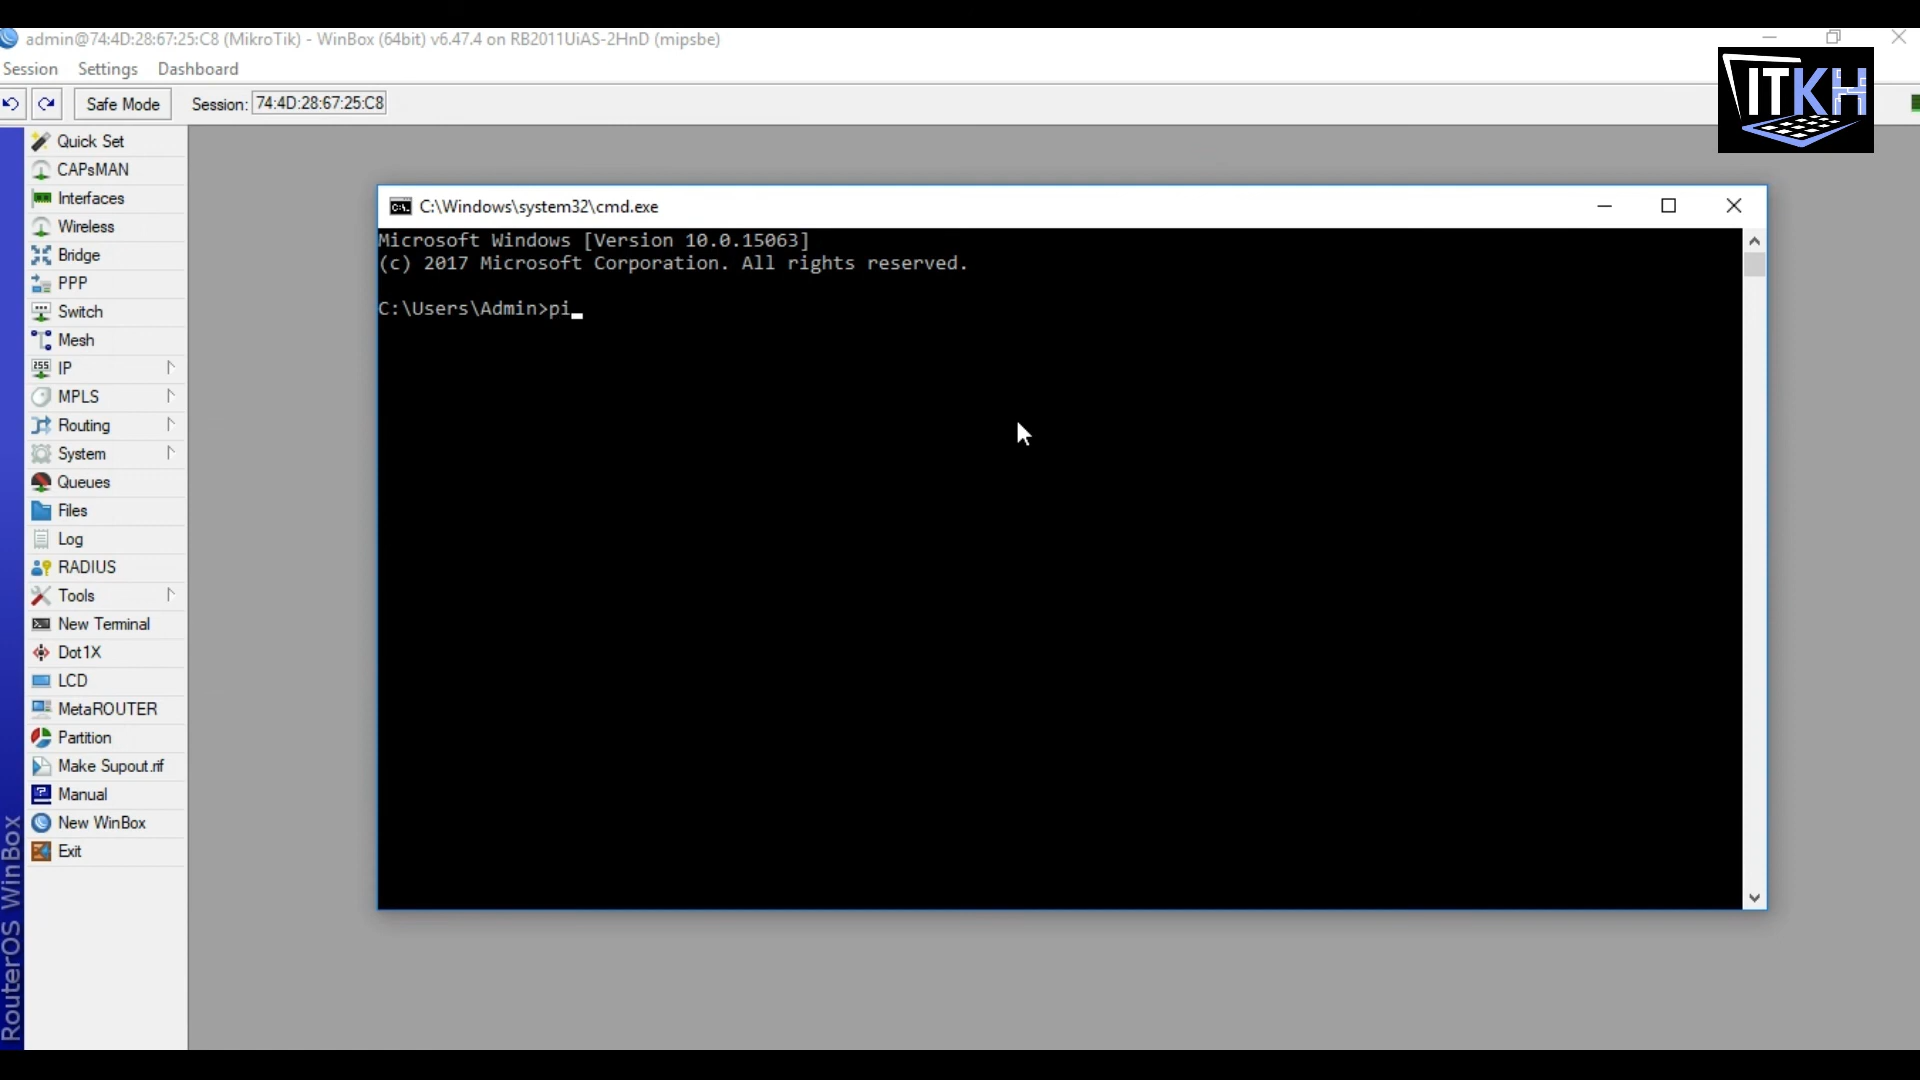 admin@74:4D:28:67:25:C8 (MikroTik) - WinBox (64bit) v6.47.4 on RB2011UiAS-2HnD (mipsbe)
Session Settings Dashboard
Safe Mode Session: 74:4D:28:67:25:C8
ITKH
Quick Set
CAPsMAN
Interfaces
Wireless
Bridge
PPP
Switch
Mesh
IP
MPLS
Routing
System
Queues
Files
Log
RADIUS
Tools
New Terminal
Dot1X
LCD
MetaROUTER
Partition
Make Supout.rif
Manual
New WinBox
Exit
RouterOS WinBox
C:\Windows\system32\cmd.exe
Microsoft Windows [Version 10.0.15063]
(c) 2017 Microsoft Corporation. All rights reserved.
C:\Users\Admin>pi_